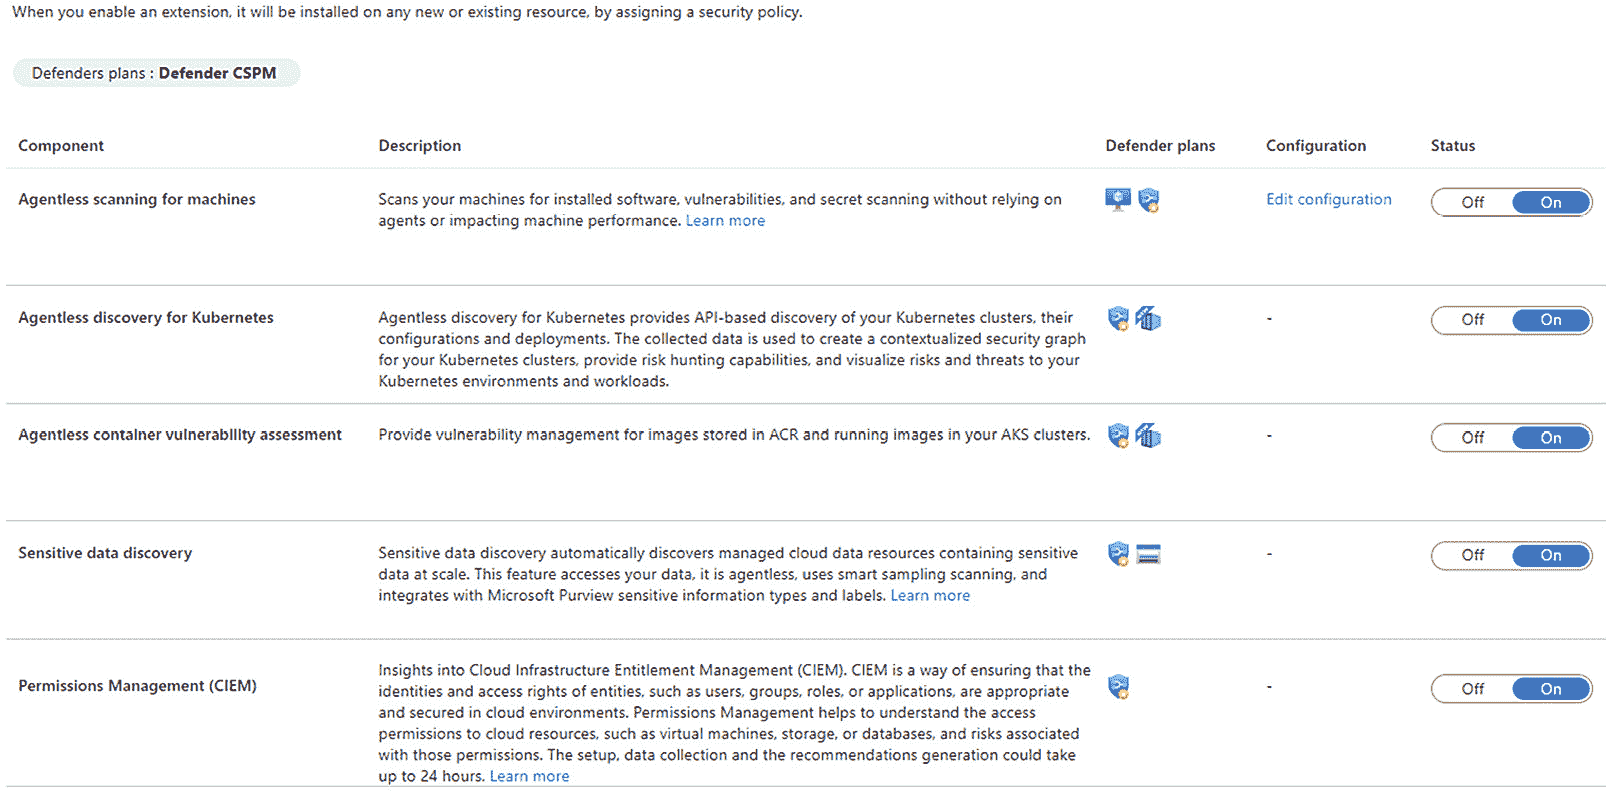 When you enable an extension, it will be installed on any new or existing resource, by assigning a security policy.
Defenders plans : Defender CSPM
Component Description Defender plans Configuration Status
Agentless scanning for machines
Scans your machines for installed software, vulnerabilities, and secret scanning without relying on
agents or impacting machine performance. Learn more
Edit configuration
Off On
Agentless discovery for Kubernetes
Agentless discovery for Kubernetes provides API-based discovery of your Kubernetes clusters, their
configurations and deployments. The collected data is used to create a contextualized security graph
for your Kubernetes clusters, provide risk hunting capabilities, and visualize risks and threats to your
Kubernetes environments and workloads.
-
Off On
Agentless container vulnerability assessment
Provide vulnerability management for images stored in ACR and running images in your AKS clusters.
-
Off On
Sensitive data discovery
Sensitive data discovery automatically discovers managed cloud data resources containing sensitive
data at scale. This feature accesses your data, it is agentless, uses smart sampling scanning, and
integrates with Microsoft Purview sensitive information types and labels. Learn more
-
Off On
Permissions Management (CIEM)
Insights into Cloud Infrastructure Entitlement Management (CIEM). CIEM is a way of ensuring that the
identities and access rights of entities, such as users, groups, roles, or applications, are appropriate
and secured in cloud environments. Permissions Management helps to understand the access
permissions to cloud resources, such as virtual machines, storage, or databases, and risks associated
with those permissions. The setup, data collection and the recommendations generation could take
up to 24 hours. Learn more
-
Off On